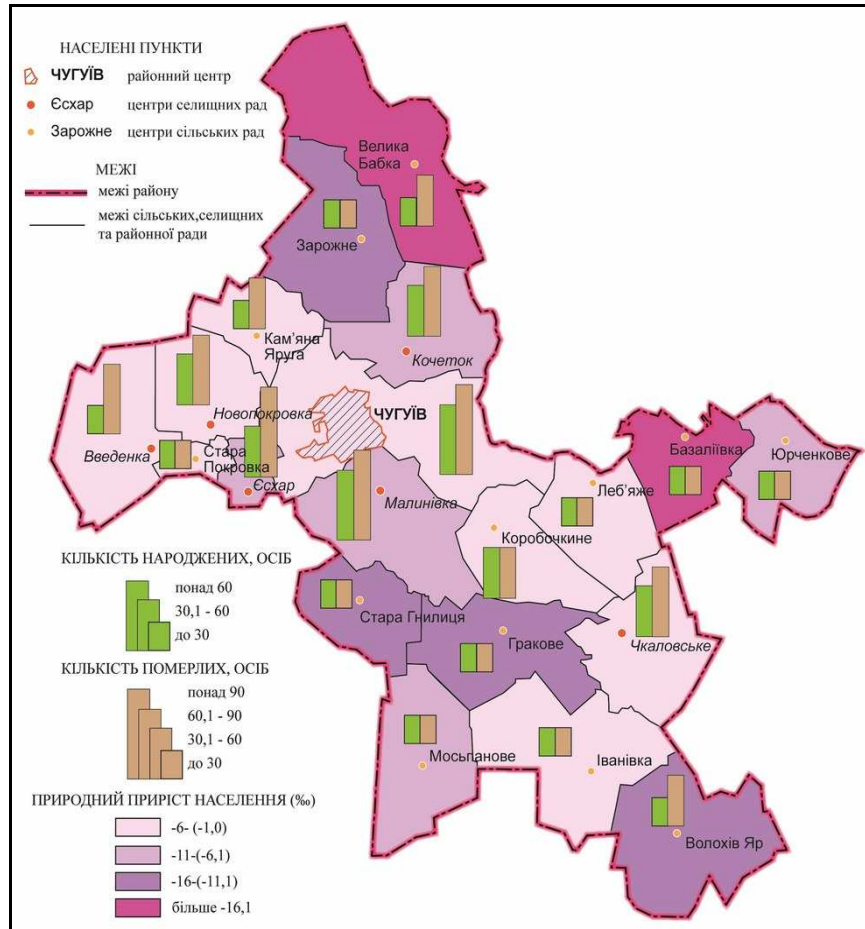 НАСЕЛЕНІ ПУНКТИ
ЧУГУЇВ районний центр
Єсхар центри селищних рад
Зарожне центри сільських рад
МЕЖІ
межі району
межі сільських,селищних
та районної ради
Велика
Бабка
Зарожне
Кам'яна
Яруга
Кочеток
Новопокровка
ЧУГУЇВ
Введенка
Стара
Покровка
Єсхар
Малинівка
Базаліївка
Юрченкове
Леб'яже
Коробочкине
КІЛЬКІСТЬ НАРОДЖЕНИХ, ОСІБ
понад 60
30,1 - 60
до 30
Стара Гнилиця
Гракове
Чкаловське
КІЛЬКІСТЬ ПОМЕРЛИХ, ОСІБ
понад 90
60,1 - 90
30,1 - 60
до 30
Мосьпанове
Іванівка
Волохів Яр
ПРИРОДНИЙ ПРИРІСТ НАСЕЛЕННЯ (‰)
-6- (-1,0)
-11-(-6,1)
-16-(-11,1)
більше -16,1